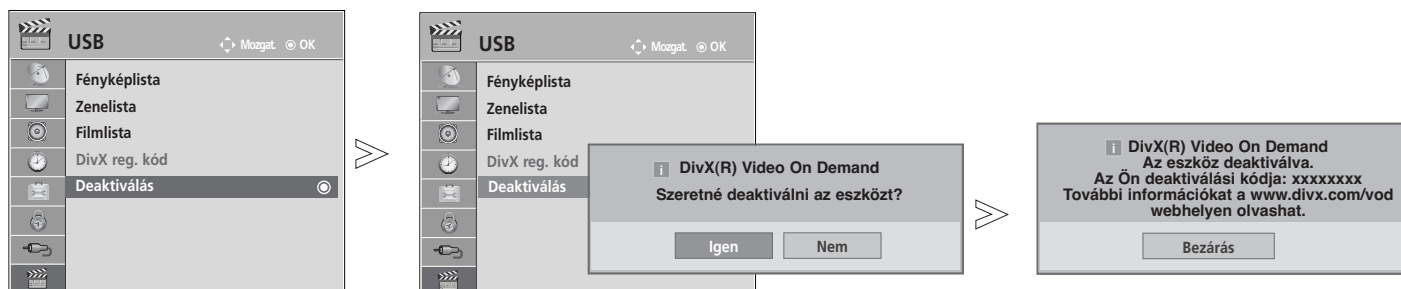 USB
Mozgat. OK
Fényképlista
Zenelista
Filmlista
DivX reg. kód
Deaktiválás
USB
Mozgat. OK
Fényképlista
Zenelista
Filmlista
DivX reg. kód
Deaktiválás
DivX(R) Video On Demand
Szeretné deaktiválni az eszközt?
Igen Nem
DivX(R) Video On Demand
Az eszköz deaktiválva.
Az Ön deaktiválási kódja: xxxxxxxx
További információkat a www.divx.com/vod
webhelyen olvashat.
Bezárás